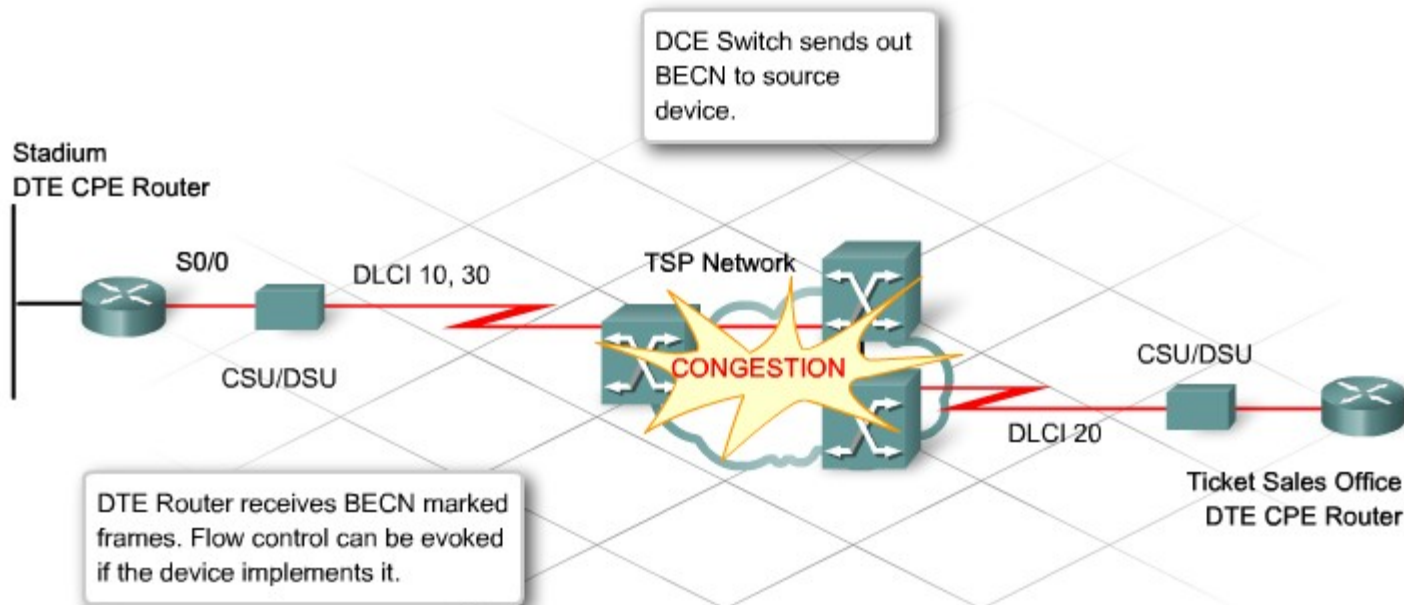 DCE Switch sends out
BECN to source
device.
Stadium
DTE CPE Router
S0/0
DLCI 10, 30
TSP Network
CSU/DSU
CONGESTION
CSU/DSU
DLCI 20
Ticket Sales Office
DTE CPE Router
DTE Router receives BECN marked
frames. Flow control can be evoked
if the device implements it.